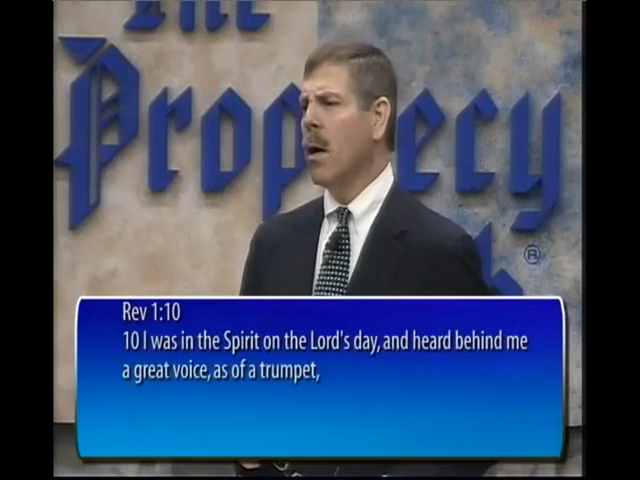 The
Prophecy
®
Rev 1:10
10 I was in the Spirit on the Lord's day, and heard behind me
a great voice, as of a trumpet,